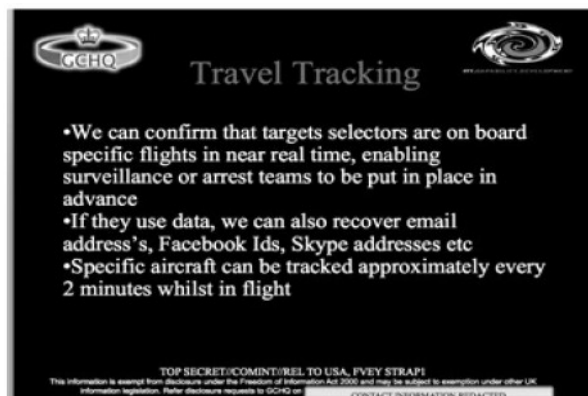 GCHQ
Travel Tracking
•We can confirm that targets selectors are on board
specific flights in near real time, enabling
surveillance or arrest teams to be put in place in
advance
•If they use data, we can also recover email
address's, Facebook Ids, Skype addresses etc
•Specific aircraft can be tracked approximately every
2 minutes whilst in flight
TOP SECRET//COMINT//REL TO USA, FVEY STRAP1
This information is exempt from disclosure under the Freedom of Information Act 2000 and may be subject to exemption under other UK
information legislation. Refer disclosure requests to GCHQ on
CONTACT INFORMATION REDACTED